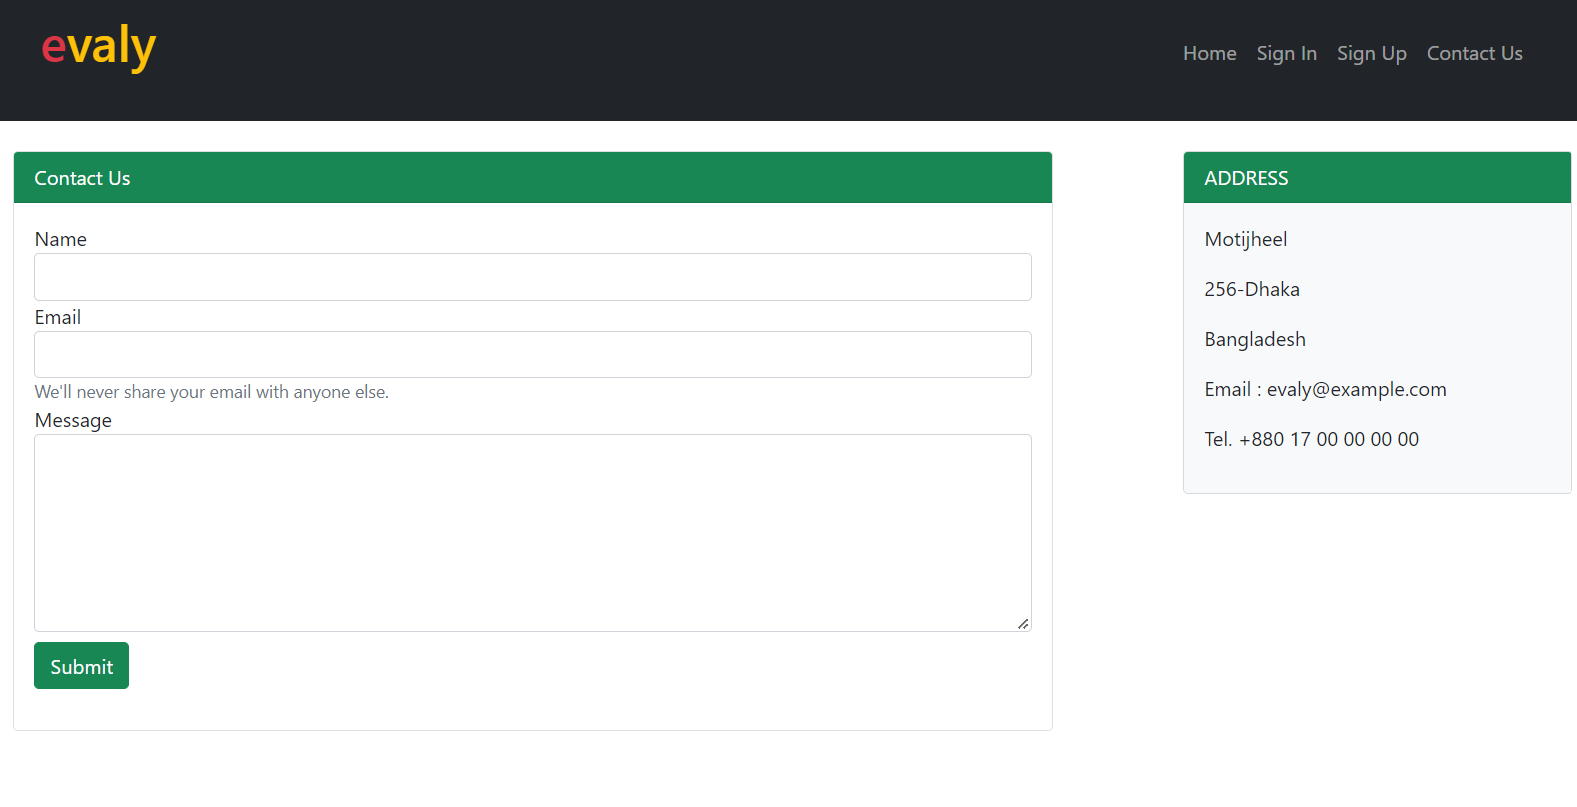 evaly
Home Sign In Sign Up Contact Us
Contact Us
Name
Email
We'll never share your email with anyone else.
Message
Submit
ADDRESS
Motijheel
256-Dhaka
Bangladesh
Email : evaly@example.com
Tel. +880 17 00 00 00 00